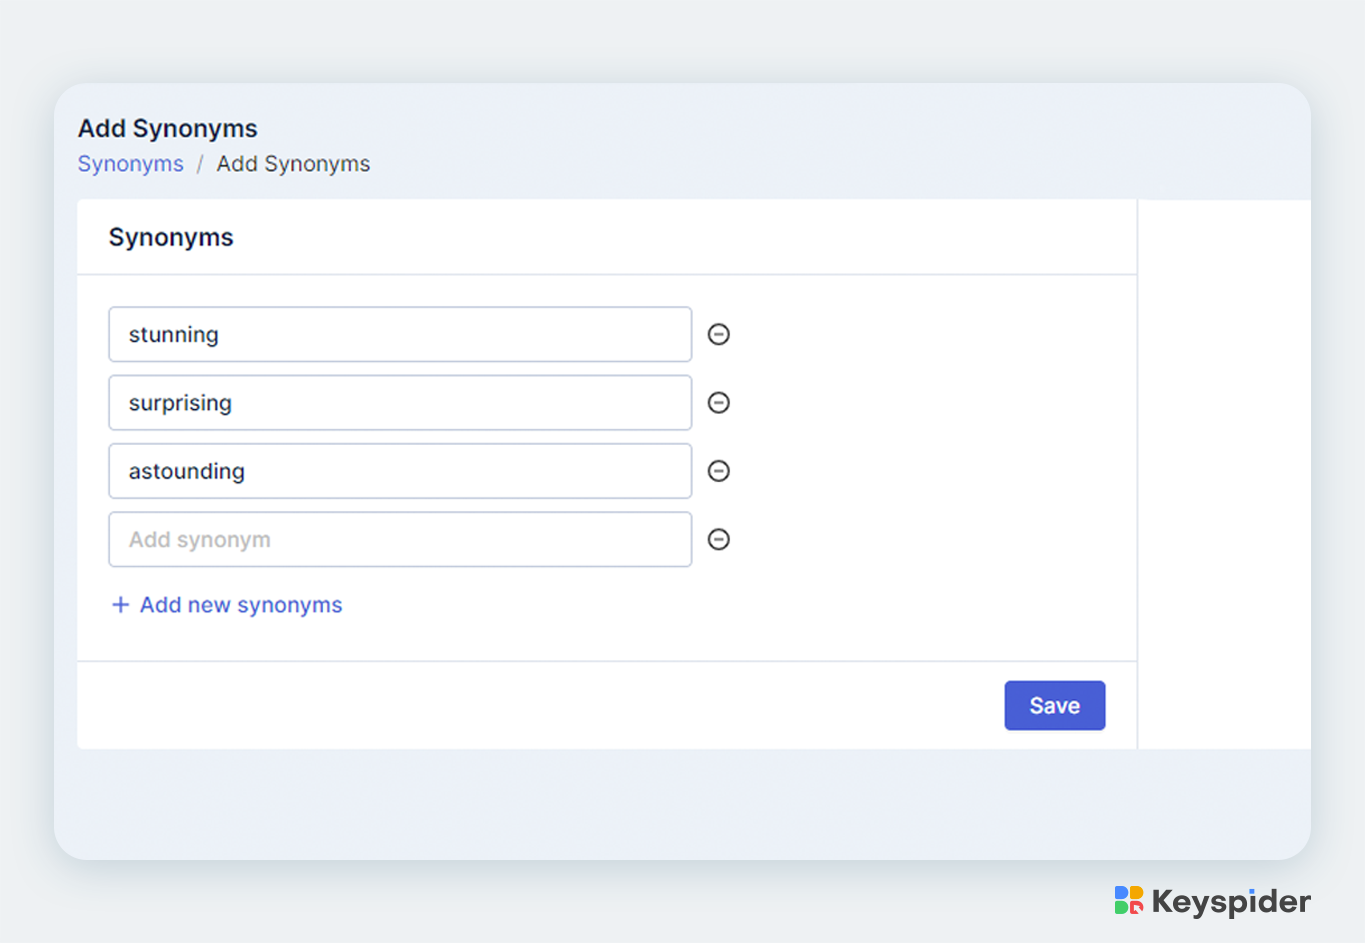 Add Synonyms
Synonyms / Add Synonyms
Synonyms
stunning
surprising
astounding
Add synonym
+ Add new synonyms
Save
Keyspider